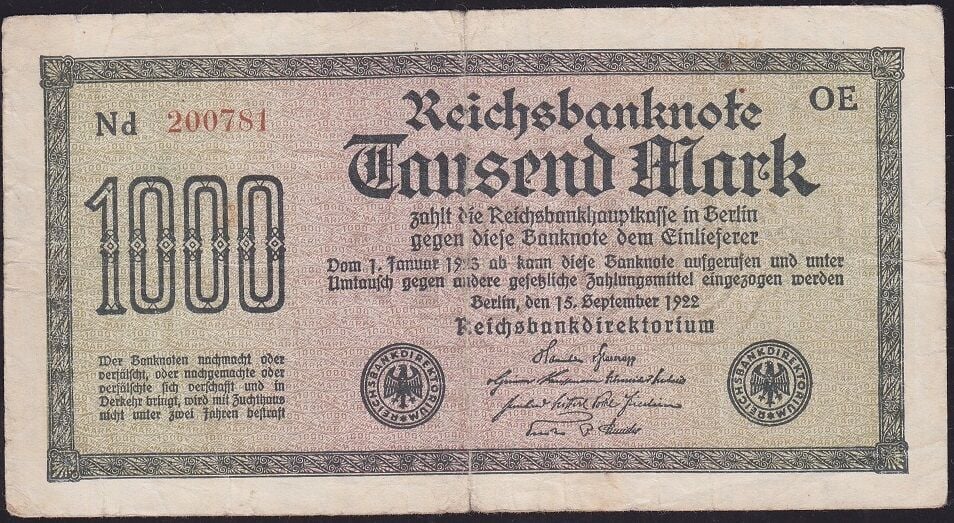 Nd 200781
OE
Reichsbanknote
Tausend Mark
1000
zahlt die Reichsbankhauptkasse in Berlin
gegen diese Banknote dem Einlieferer
Vom 1. Januar 1923 ab kann diese Banknote aufgerufen und unter
Umtausch gegen andere gesetzliche Zahlungsmittel eingezogen werden
Berlin, den 15. September 1922
Reichsbankdirektorium
Wer Banknoten nachmacht oder
verfälscht, oder nachgemachte oder
verfälschte sich verschafft und in
Verkehr bringt, wird mit Zuchthaus
nicht unter zwei Jahren bestraft
REICHSBANKDIREKTORIUM
REICHSBANKDIREKTORIUM